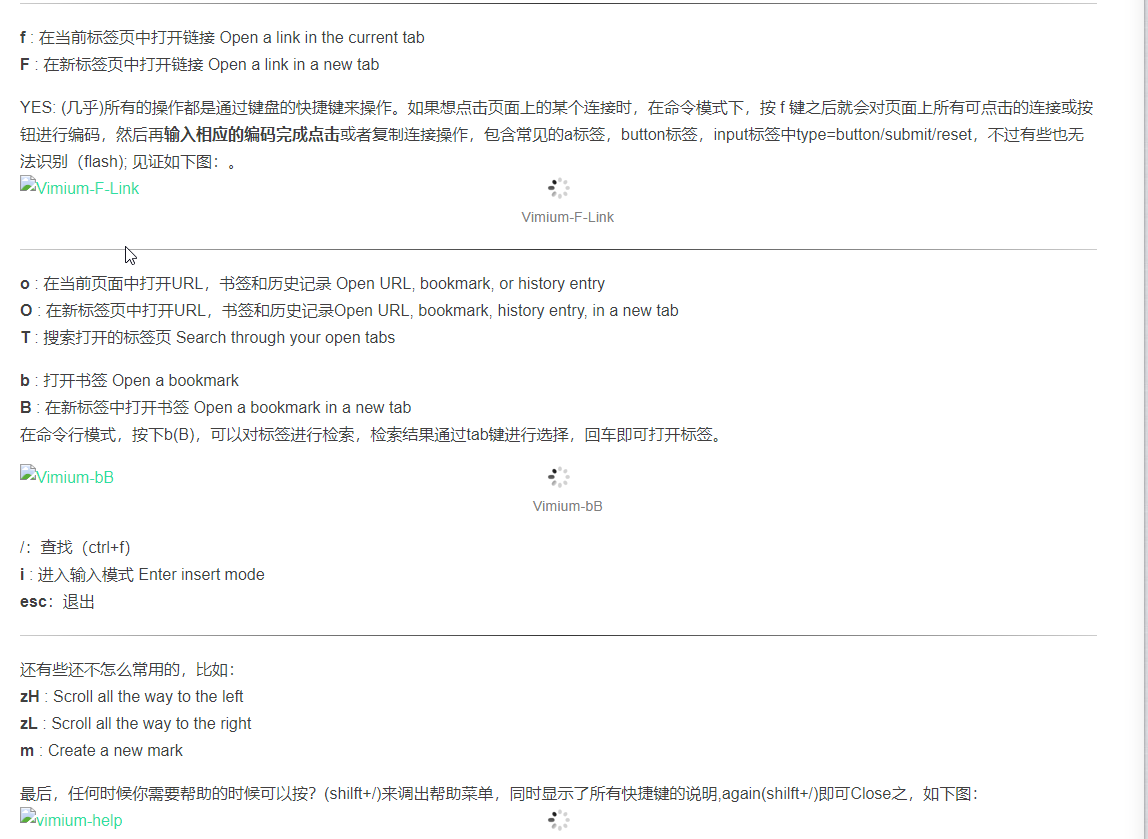 f : 在当前标签页中打开链接 Open a link in the current tab
F : 在新标签页中打开链接 Open a link in a new tab
YES: (几乎)所有的操作都是通过键盘的快捷键来操作。如果想点击页面上的某个连接时，在命令模式下，按 f 键之后就会对页面上所有可点击的连接或按
钮进行编码，然后再输入相应的编码完成点击或者复制连接操作，包含常见的a标签，button标签，input标签中type=button/submit/reset，不过有些也无
法识别（flash); 见证如下图：。
Vimium-F-Link
Vimium-F-Link
o : 在当前页面中打开URL，书签和历史记录 Open URL, bookmark, or history entry
O : 在新标签页中打开URL，书签和历史记录Open URL, bookmark, history entry, in a new tab
T : 搜索打开的标签页 Search through your open tabs
b : 打开书签 Open a bookmark
B : 在新标签中打开书签 Open a bookmark in a new tab
在命令行模式，按下b(B)，可以对标签进行检索，检索结果通过tab键进行选择，回车即可打开标签。
Vimium-bB
Vimium-bB
/：查找（ctrl+f)
i : 进入输入模式 Enter insert mode
esc：退出
还有些还不怎么常用的，比如：
zH : Scroll all the way to the left
zL : Scroll all the way to the right
m : Create a new mark
最后，任何时候你需要帮助的时候可以按？(shilft+/)来调出帮助菜单，同时显示了所有快捷键的说明,again(shilft+/)即可Close之，如下图：
vimium-help